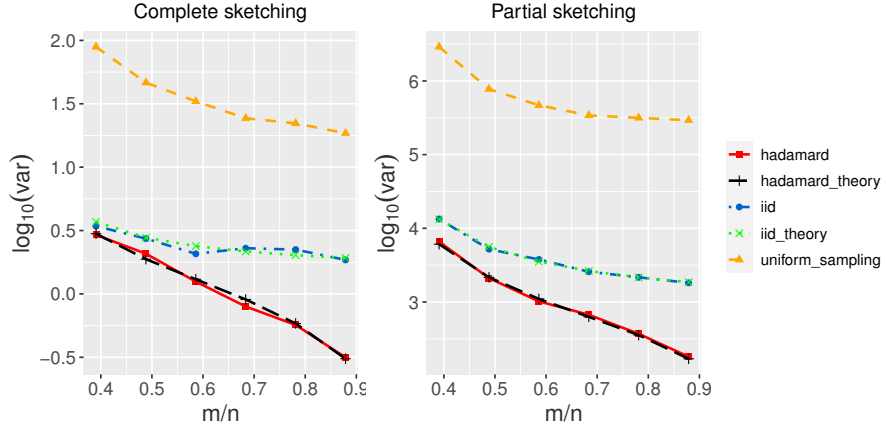 Complete sketching
Partial sketching
log10(var)
2.0
1.5
1.0
0.5
0.0
−0.5
0.4 0.5 0.6 0.7 0.8 0.9
m/n
log10(var)
6
5
4
3
0.4 0.5 0.6 0.7 0.8 0.9
m/n
hadamard
hadamard_theory
iid
iid_theory
uniform_sampling